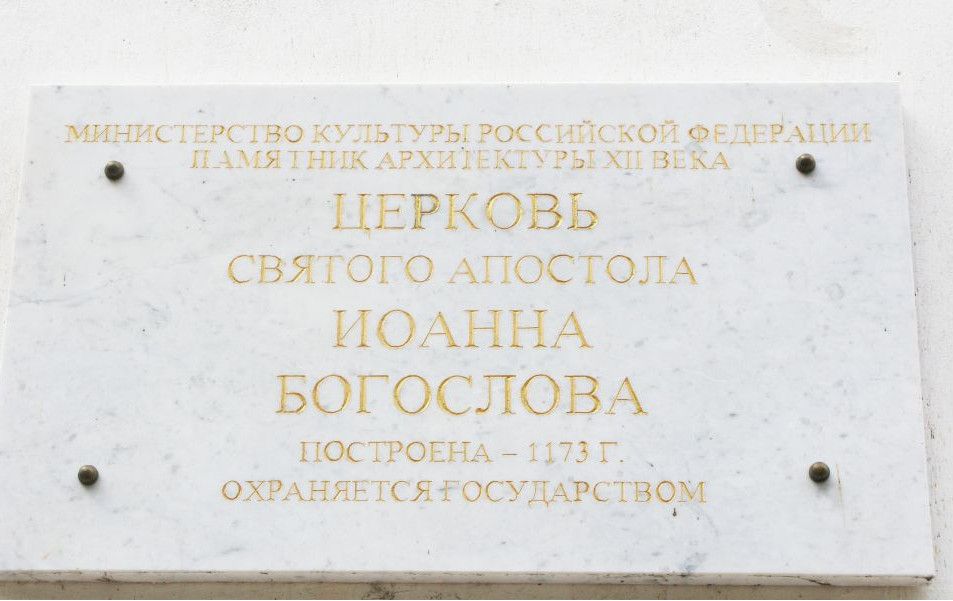 МИНИСТЕРСТВО КУЛЬТУРЫ РОССИЙСКОЙ ФЕДЕРАЦИИ
ПАМЯТНИК АРХИТЕКТУРЫ XII ВЕКА
ЦЕРКОВЬ
СВЯТОГО АПОСТОЛА
ИОАННА
БОГОСЛОВА
ПОСТРОЕНА – 1173 Г.
ОХРАНЯЕТСЯ ГОСУДАРСТВОМ